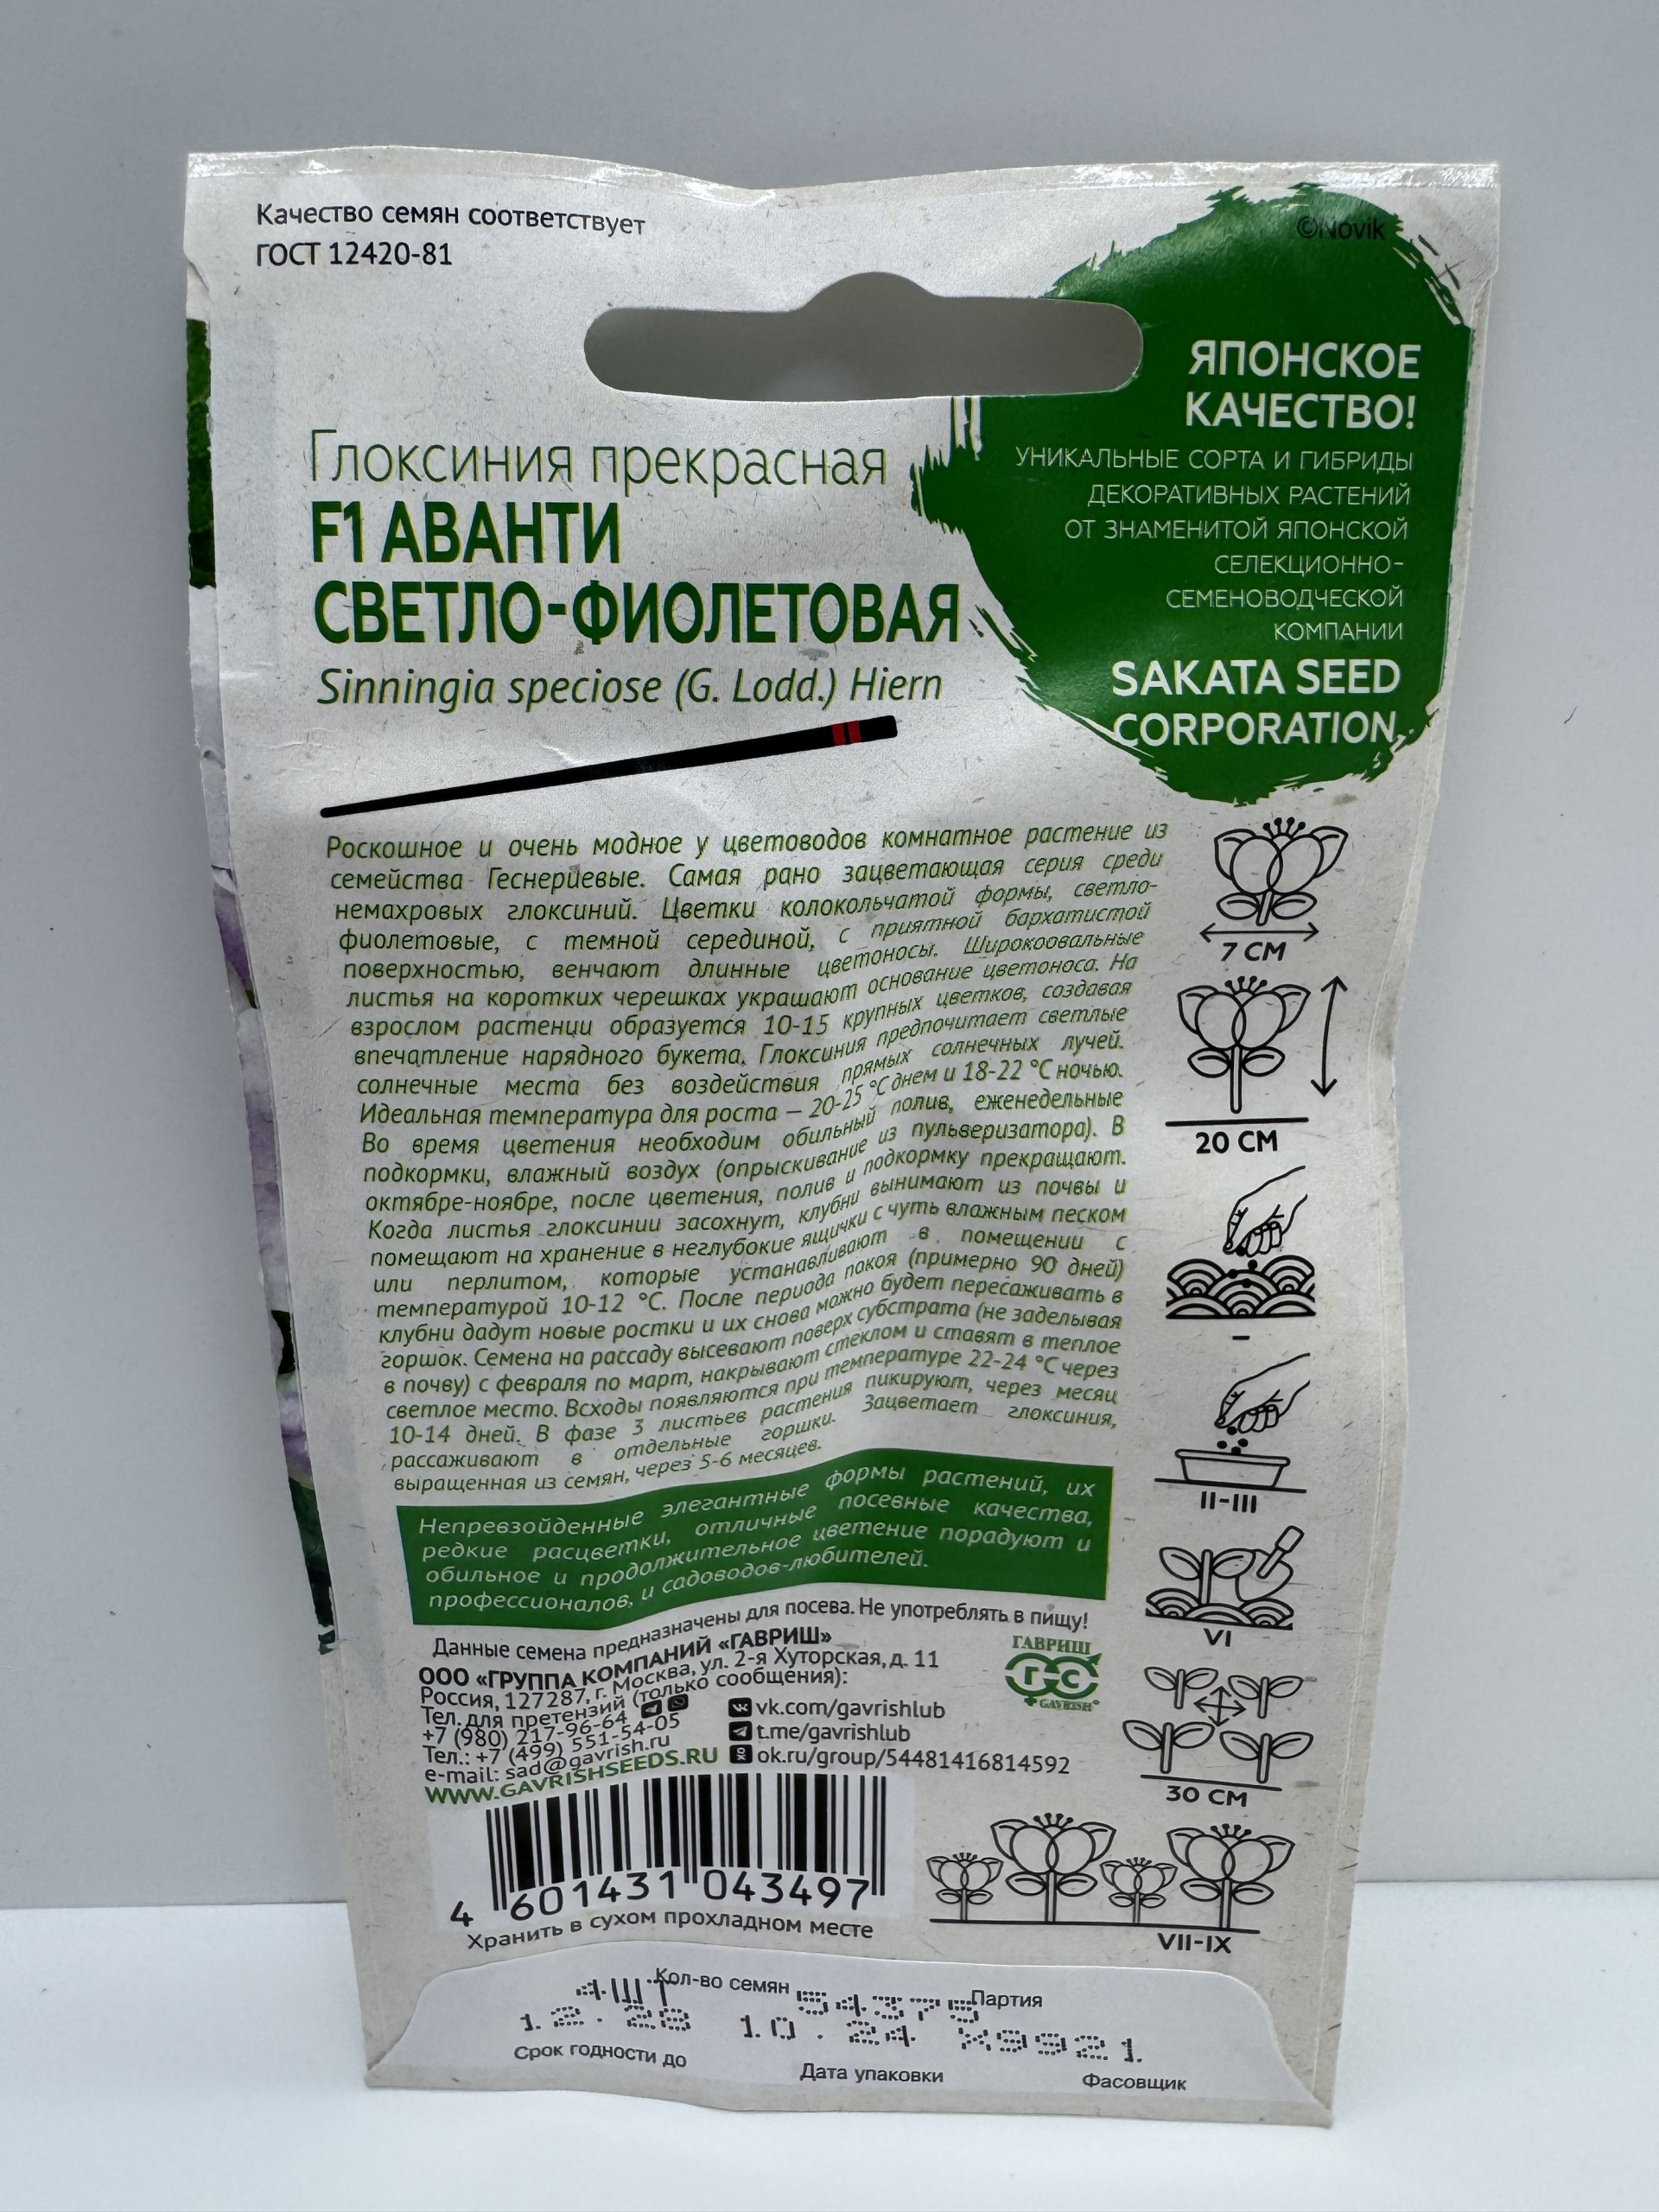 Качество семян соответствует
ГОСТ 12420-81
©Novik
ЯПОНСКОЕ
КАЧЕСТВО!
УНИКАЛЬНЫЕ СОРТА И ГИБРИДЫ
ДЕКОРАТИВНЫХ РАСТЕНИЙ
ОТ ЗНАМЕНИТОЙ ЯПОНСКОЙ
СЕЛЕКЦИОННО-
СЕМЕНОВОДЧЕСКОЙ
КОМПАНИИ
SAKATA SEED
CORPORATION
Глоксиния прекрасная
F1 АВАНТИ
СВЕТЛО-ФИОЛЕТОВАЯ
Sinningia speciose (G. Lodd.) Hiern
Роскошное и очень модное у цветоводов комнатное растение из
семейства Геснериевые. Самая рано зацветающая серия среди
немахровых глоксиний. Цветки колокольчатой формы, светло-
фиолетовые, с темной серединой, с приятной бархатистой
поверхностью, венчают длинные цветоносы. Широкоовальные
листья на коротких черешках украшают основание цветоноса. На
взрослом растении образуется 10-15 крупных цветков, создавая
впечатление нарядного букета. Глоксиния предпочитает светлые
солнечные места без воздействия прямых солнечных лучей.
Идеальная температура для роста — 20-25 °С днем и 18-22 °С ночью.
Во время цветения необходим обильный полив, еженедельные
подкормки, влажный воздух (опрыскивание из пульверизатора). В
октябре-ноябре, после цветения, полив и подкормку прекращают.
Когда листья глоксинии засохнут, клубни вынимают из почвы и
помещают на хранение в неглубокие ящички с чуть влажным песком
или перлитом, которые устанавливают в помещении с
температурой 10-12 °С. После периода покоя (примерно 90 дней)
клубни дадут новые ростки и их снова можно будет пересаживать в
горшок. Семена на рассаду высевают поверх субстрата (не заделывая
в почву) с февраля по март, накрывают стеклом и ставят в теплое
светлое место. Всходы появляются при температуре 22-24 °С через
10-14 дней. В фазе 3 листьев растения пикируют, через месяц
рассаживают в отдельные горшки. Зацветает глоксиния,
выращенная из семян, через 5-6 месяцев.
7 СМ
20 СМ
–
II-III
VI
30 СМ
VII-IX
Непревзойденные элегантные формы растений, их
редкие расцветки, отличные посевные качества,
обильное и продолжительное цветение порадуют и
профессионалов, и садоводов-любителей.
Данные семена предназначены для посева. Не употреблять в пищу!
ООО «ГРУППА КОМПАНИЙ «ГАВРИШ»
Россия, 127287, г. Москва, ул. 2-я Хуторская, д. 11
Тел. для претензий (только сообщения):
+7 (980) 217-96-64
Тел.: +7 (499) 551-54-05
e-mail: sad@gavrish.ru
WWW.GAVRISHSEEDS.RU
vk.com/gavrishlub
t.me/gavrishlub
ok.ru/group/54481416814592
ГАВРИШ
Г-С
GAVRISH®
4 601431 043497
Хранить в сухом прохладном месте
4ШТ Кол-во семян 54375 Партия
12.28 10.24 X9921
Срок годности до Дата упаковки Фасовщик